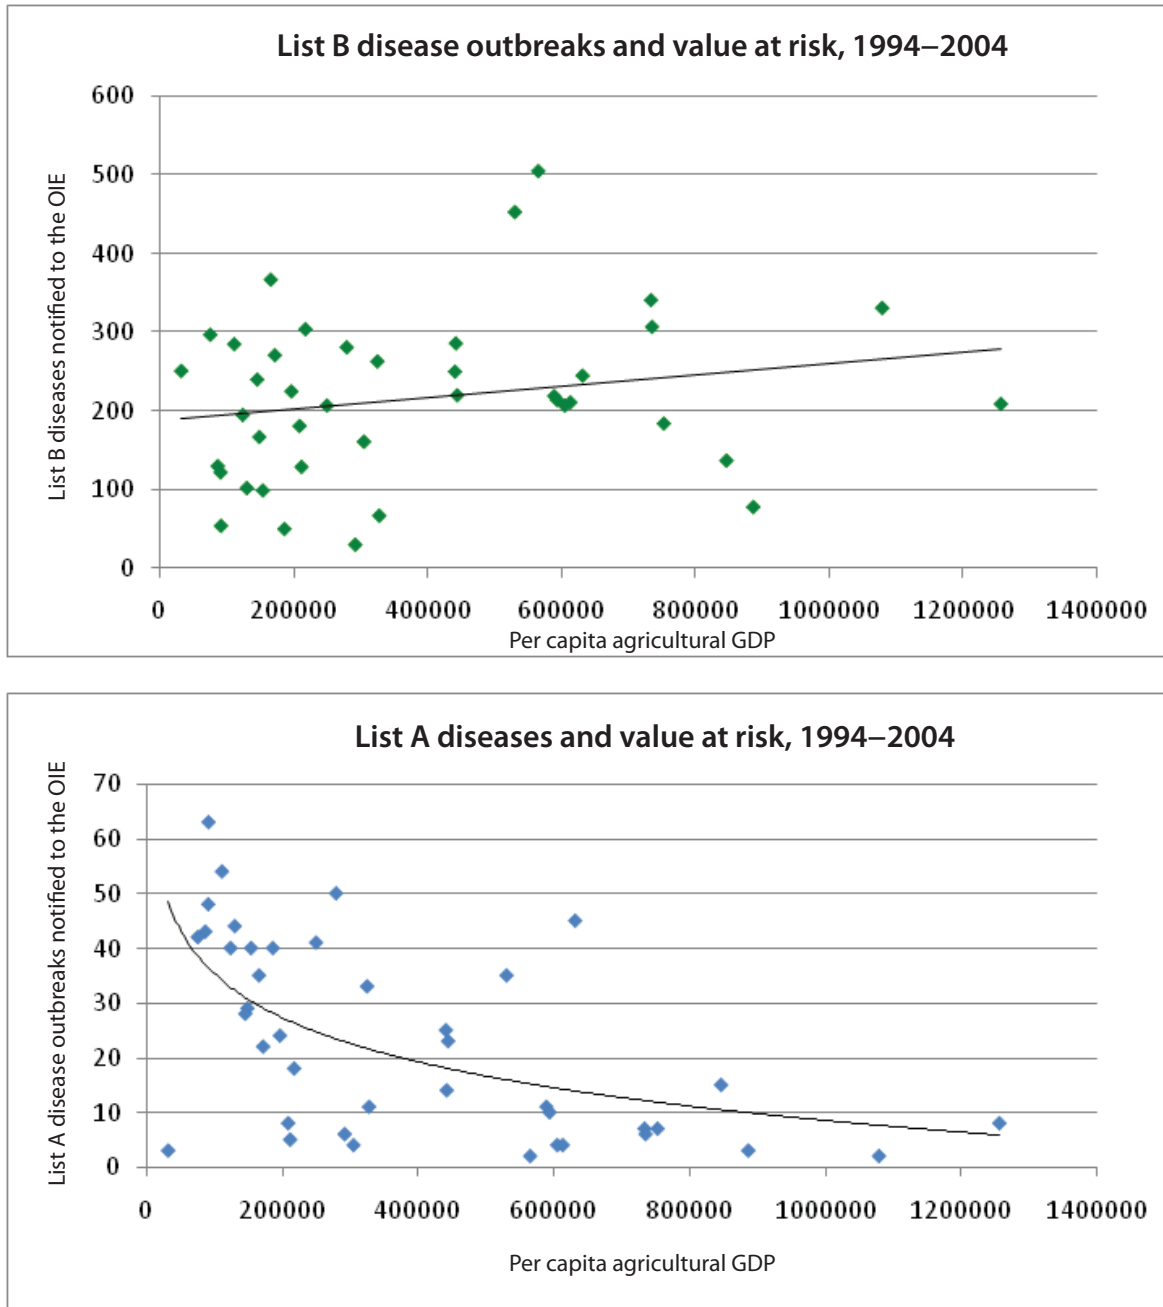 List B disease outbreaks and value at risk, 1994–2004
List B diseases notified to the OIE
600
500
400
300
200
100
0
0 200000 400000 600000 800000 1000000 1200000 1400000
Per capita agricultural GDP
List A diseases and value at risk, 1994–2004
List A disease outbreaks notified to the OIE
70
60
50
40
30
20
10
0
0 200000 400000 600000 800000 1000000 1200000 1400000
Per capita agricultural GDP